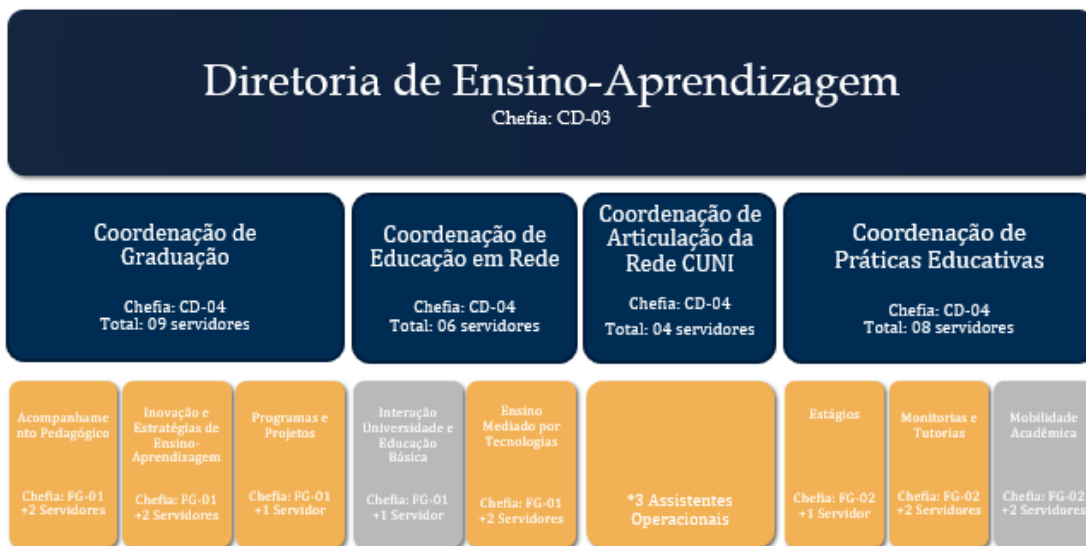 Diretoria de Ensino-Aprendizagem
Chefia: CD-03
Coordenação de
Graduação
Chefia: CD-04
Total: 09 servidores
Coordenação de
Educação em Rede
Chefia: CD-04
Total: 06 servidores
Coordenação de
Articulação da
Rede CUNI
Chefia: CD-04
Total: 04 servidores
Coordenação de
Práticas Educativas
Chefia: CD-04
Total: 08 servidores
Acompanhame
nto Pedagógico
Chefia: FG-01
+2 Servidores
Inovação e
Estratégias de
Ensino-
Aprendizagem
Chefia: FG-01
+2 Servidores
Programas e
Projetos
Chefia: FG-01
+1 Servidor
Interação
Universidade e
Educação
Básica
Chefia: FG-01
+1 Servidor
Ensino
Mediado por
Tecnologias
Chefia: FG-01
+2 Servidores
*3 Assistentes
Operacionais
Estágios
Chefia: FG-02
+1 Servidor
Monitorias e
Tutorias
Chefia: FG-02
+2 Servidores
Mobilidade
Acadêmica
Chefia: FG-02
+2 Servidores